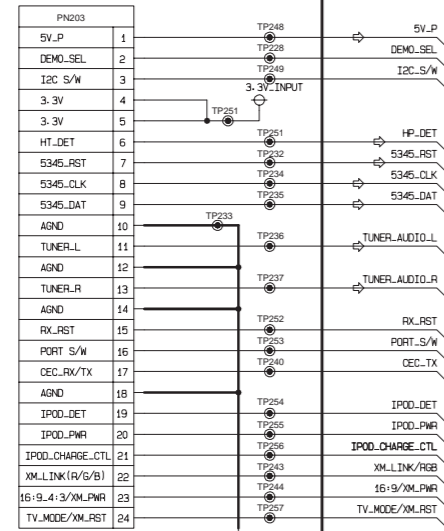 PN203
5V_P 1 TP248 5V_P
DEMO_SEL 2 TP228 DEMO_SEL
I2C S/W 3 TP249 I2C_S/W
3.3V 4 3.3V_INPUT
3.3V 5 TP251
HT_DET 6 TP251 HP_DET
5345_RST 7 TP232 5345_RST
5345_CLK 8 TP234 5345_CLK
5345_DAT 9 TP235 5345_DAT
AGND 10 TP233
TUNER_L 11 TP236 TUNER_AUDIO_L
AGND 12
TUNER_R 13 TP237 TUNER_AUDIO_R
AGND 14
RX_RST 15 TP252 RX_RST
PORT S/W 16 TP253 PORT_S/W
CEC_RX/TX 17 TP240 CEC_TX
AGND 18
IPOD_DET 19 TP254 IPOD_DET
IPOD_PWR 20 TP255 IPOD_PWR
IPOD_CHARGE_CTL 21 TP256 IPOD_CHARGE_CTL
XM_LINK(R/G/B) 22 TP243 XM_LINK/RGB
16:9_4:3/XM_PWR 23 TP244 16:9/XM_PWR
TV_MODE/XM_RST 24 TP257 TV_MODE/XM_RST